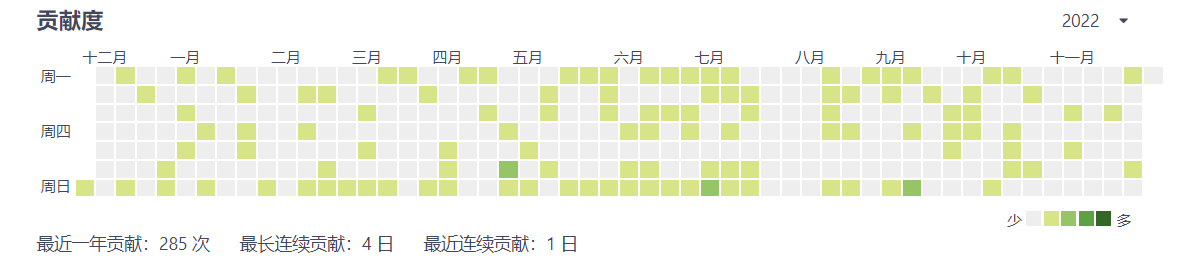 贡献度 2022
十二月 一月 二月 三月 四月 五月 六月 七月 八月 九月 十月 十一月
周一
周四
周日
少 多
最近一年贡献：285 次 最长连续贡献：4 日 最近连续贡献：1 日